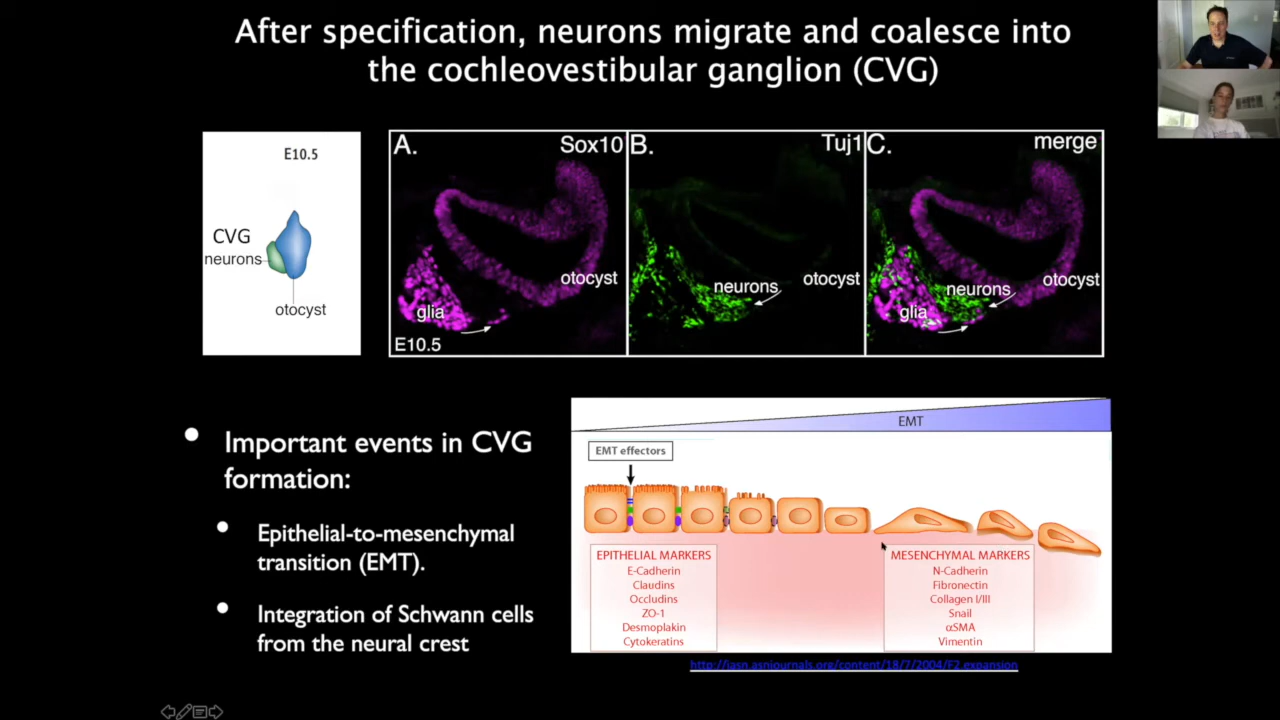 After specification, neurons migrate and coalesce into
the cochleovestibular ganglion (CVG)
E10.5
CVG
neurons
otocyst
A.
Sox10
otocyst
glia
E10.5
B.
Tuj1
neurons
otocyst
C.
merge
neurons
otocyst
glia
Important events in CVG
formation:
Epithelial-to-mesenchymal
transition (EMT).
Integration of Schwann cells
from the neural crest
EMT
EMT effectors
EPITHELIAL MARKERS
E-Cadherin
Claudins
Occludins
ZO-1
Desmoplakin
Cytokeratins
MESENCHYMAL MARKERS
N-Cadherin
Fibronectin
Collagen I/III
Snail
αSMA
Vimentin
http://jasn.asnjournals.org/content/18/7/2004/F2.expansion